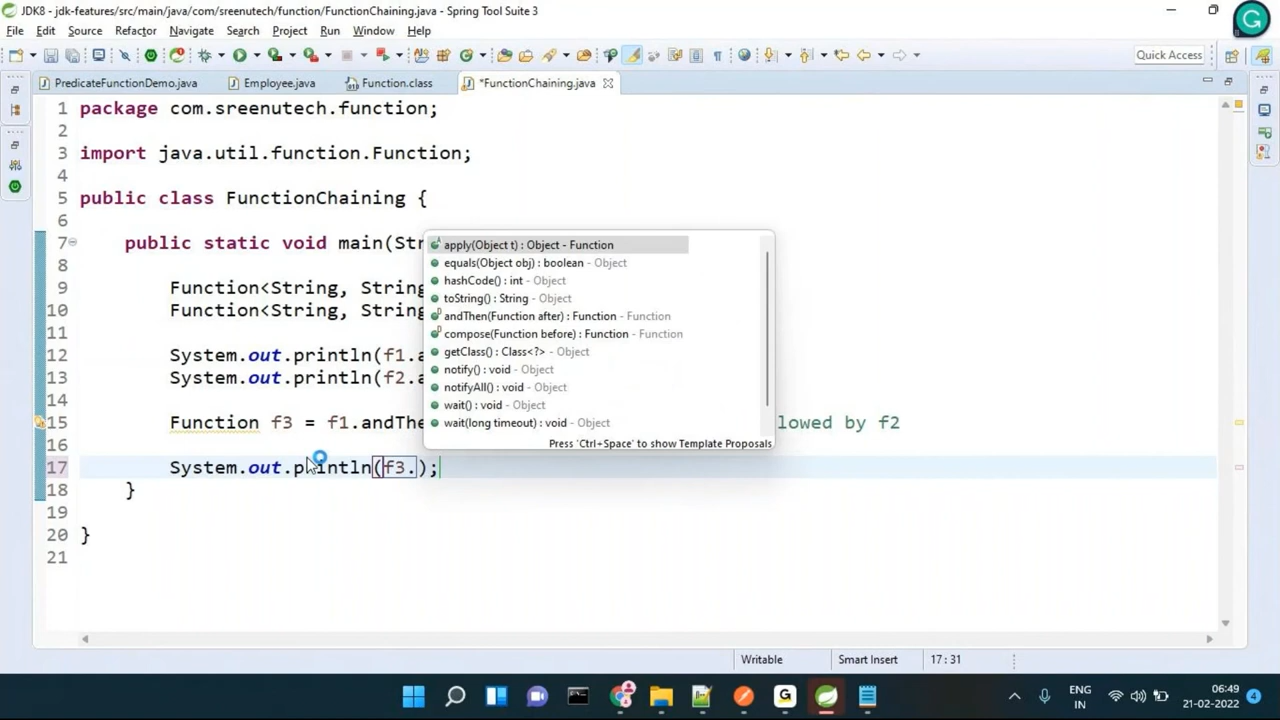 JDK8 - jdk-features/src/main/java/com/sreenutech/function/FunctionChaining.java - Spring Tool Suite 3
File Edit Source Refactor Navigate Search Project Run Window Help
Quick Access
PredicateFunctionDemo.java Employee.java Function.class *FunctionChaining.java
1 package com.sreenutech.function;
2
3 import java.util.function.Function;
4
5 public class FunctionChaining {
6
7 public static void main(Str
8
9 Function<String, String
10 Function<String, String
11
12 System.out.println(f1.a
13 System.out.println(f2.a
14
15 Function f3 = f1.andThe lowed by f2
16
17 System.out.println(f3.);
18 }
19
20 }
21
apply(Object t) : Object - Function
equals(Object obj) : boolean - Object
hashCode() : int - Object
toString() : String - Object
andThen(Function after) : Function - Function
compose(Function before) : Function - Function
getClass() : Class<?> - Object
notify() : void - Object
notifyAll() : void - Object
wait() : void - Object
wait(long timeout) : void - Object
Press 'Ctrl+Space' to show Template Proposals
Writable Smart Insert 17 : 31
ENG
IN
06:49
21-02-2022
4